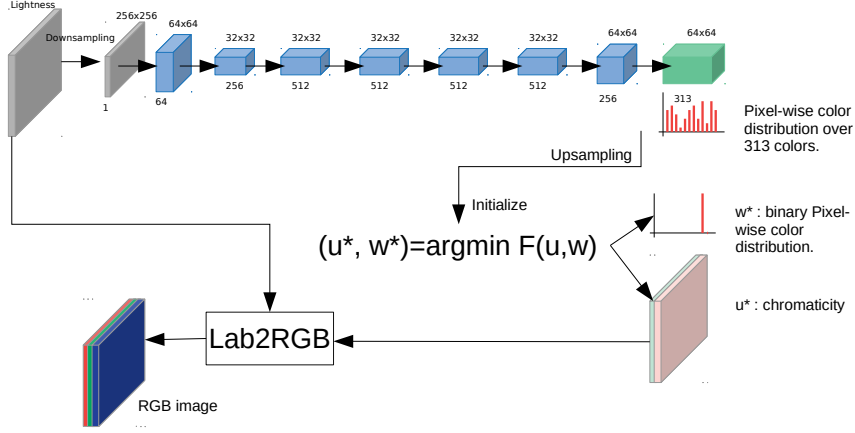 Lightness
256x256
64x64
32x32
32x32
32x32
32x32
32x32
64x64
64x64
Downsampling
1
64
256
512
512
512
512
256
313
Pixel-wise color
distribution over
313 colors.
Upsampling
Initialize
(u*, w*)=argmin F(u,w)
w* : binary Pixel-
wise color
distribution.
u* : chromaticity
Lab2RGB
RGB image